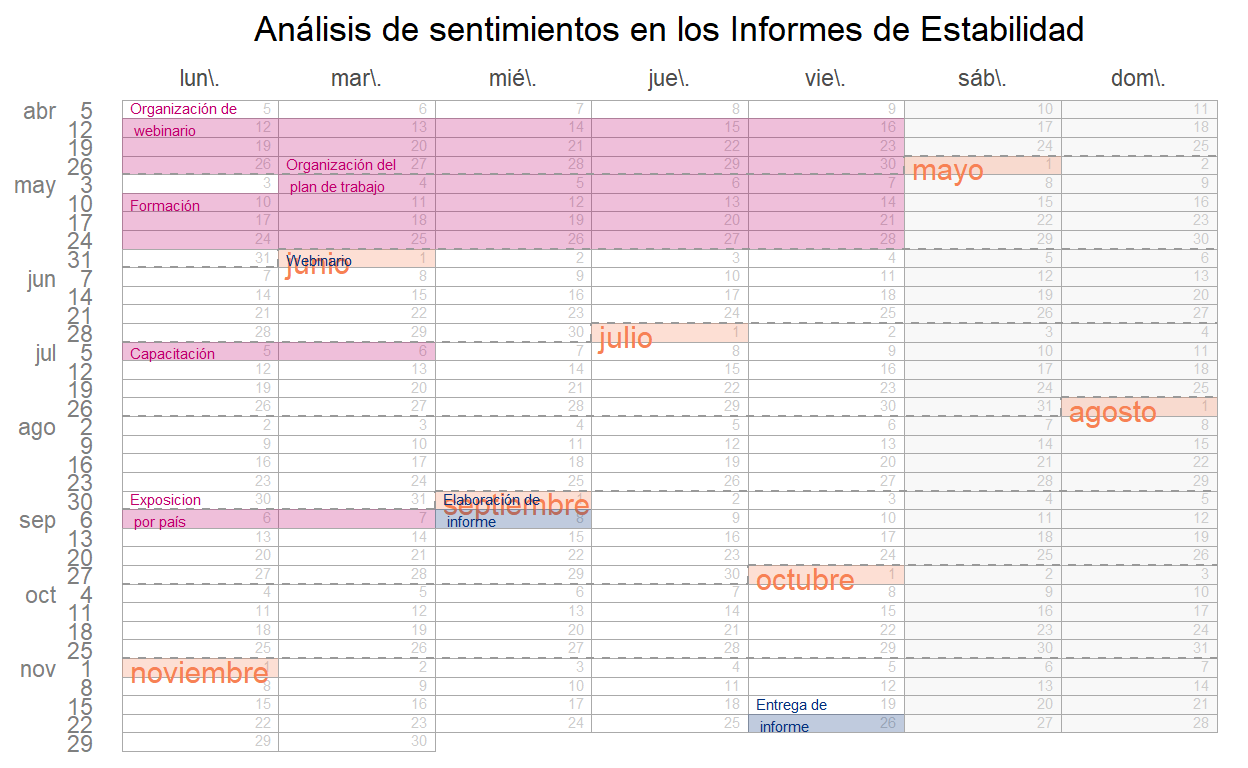 Análisis de sentimientos en los Informes de Estabilidad
lun\. mar\. mié\. jue\. vie\. sáb\. dom\.
abr 5 Organización de 5 6 7 8 9 10 11
12 webinario 12 13 14 15 16 17 18
19 19 20 21 22 23 24 25
26 26 Organización del 27 28 29 30 mayo 1 2
may 3 3 plan de trabajo 4 5 6 7 8 9
10 Formación 10 11 12 13 14 15 16
17 17 18 19 20 21 22 23
24 24 25 26 27 28 29 30
31 31 junio Webinario 1 2 3 4 5 6
jun 7 7 8 9 10 11 12 13
14 14 15 16 17 18 19 20
21 21 22 23 24 25 26 27
28 28 29 30 julio 1 2 3 4
jul 5 Capacitación 5 6 7 8 9 10 11
12 12 13 14 15 16 17 18
19 19 20 21 22 23 24 25
26 26 27 28 29 30 31 agosto 1
ago 2 2 3 4 5 6 7 8
9 9 10 11 12 13 14 15
16 16 17 18 19 20 21 22
23 23 24 25 26 27 28 29
30 Exposicion 30 31 septiembre Elaboración de 1 2 3 4 5
sep 6 por país 6 7 informe 8 9 10 11 12
13 13 14 15 16 17 18 19
20 20 21 22 23 24 25 26
27 27 28 29 30 octubre 1 2 3
oct 4 4 5 6 7 8 9 10
11 11 12 13 14 15 16 17
18 18 19 20 21 22 23 24
25 25 26 27 28 29 30 31
nov 1 noviembre 1 2 3 4 5 6 7
8 8 9 10 11 12 13 14
15 15 16 17 18 Entrega de 19 20 21
22 22 23 24 25 informe 26 27 28
29 29 30